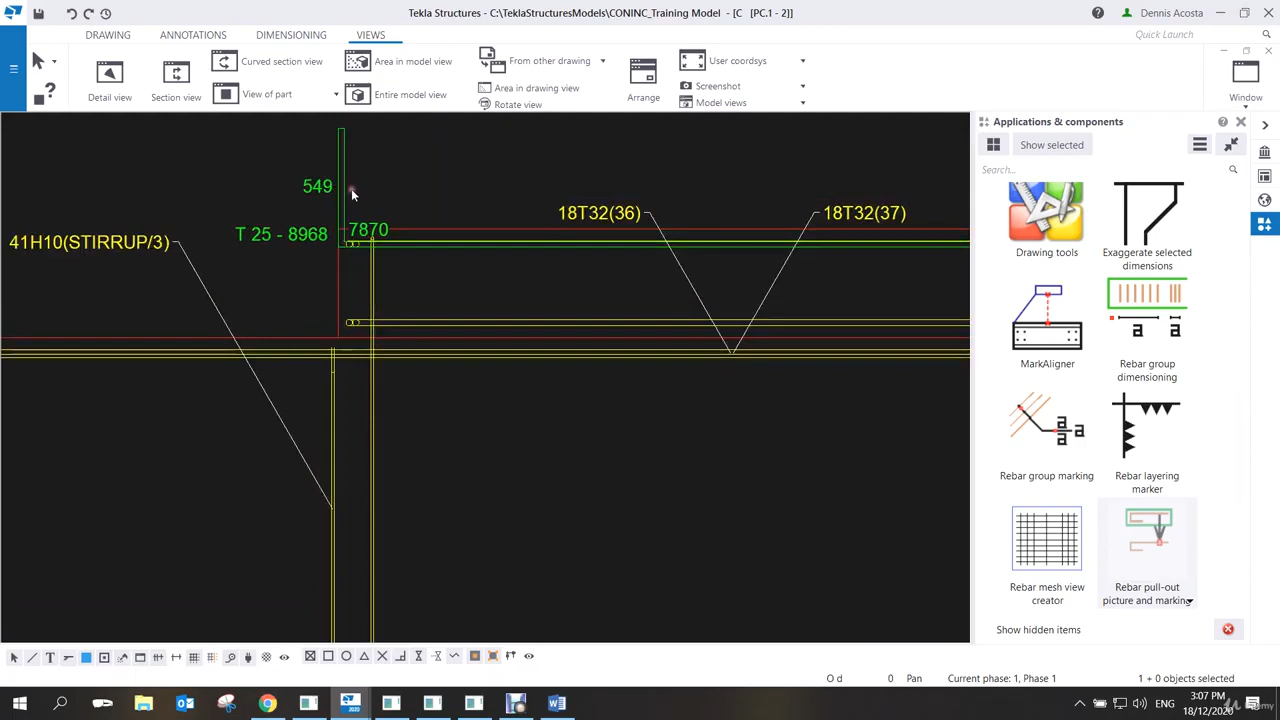 Tekla Structures - C:\TeklaStructuresModels\CONINC_Training Model - [C  [PC.1 - 2]]
Dennis Acosta
DRAWING
ANNOTATIONS
DIMENSIONING
VIEWS
Quick Launch
Detail view
Section view
Curved section view
View of part
Area in model view
Entire model view
From other drawing
Area in drawing view
Rotate view
Arrange
User coordsys
Screenshot
Model views
Window
549
T 25 - 8968
7870
41H10(STIRRUP/3)
18T32(36)
18T32(37)
Applications & components
Show selected
Search...
Drawing tools
Exaggerate selected
dimensions
MarkAligner
Rebar group
dimensioning
a a
a
a
a
Rebar group marking
Rebar layering
marker
Rebar mesh view
creator
Rebar pull-out
picture and marking
Show hidden items
O d
0
Pan
Current phase: 1, Phase 1
1 + 0 objects selected
2020
ENG
3:07 PM
18/12/2020
Udemy